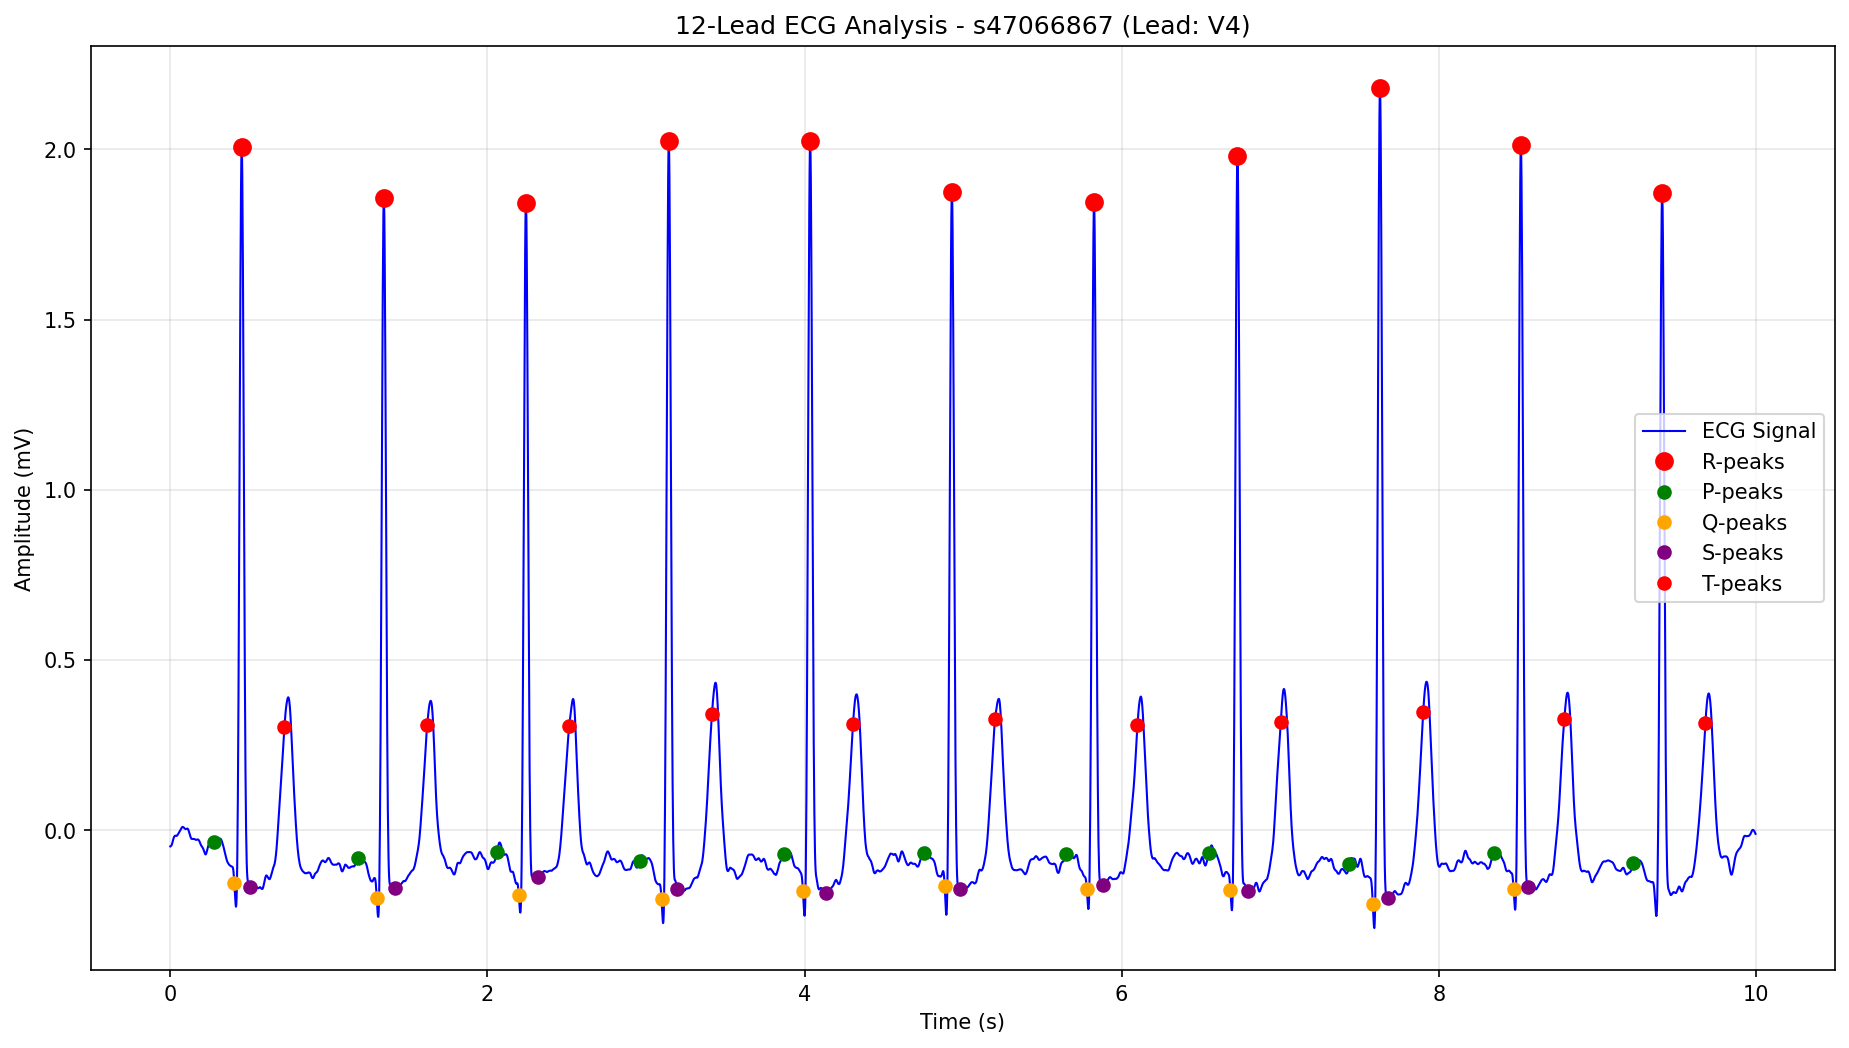 12-Lead ECG Analysis - s47066867 (Lead: V4)
Amplitude (mV)
2.0
1.5
1.0
0.5
0.0
ECG Signal
R-peaks
P-peaks
Q-peaks
S-peaks
T-peaks
0 2 4 6 8 10
Time (s)